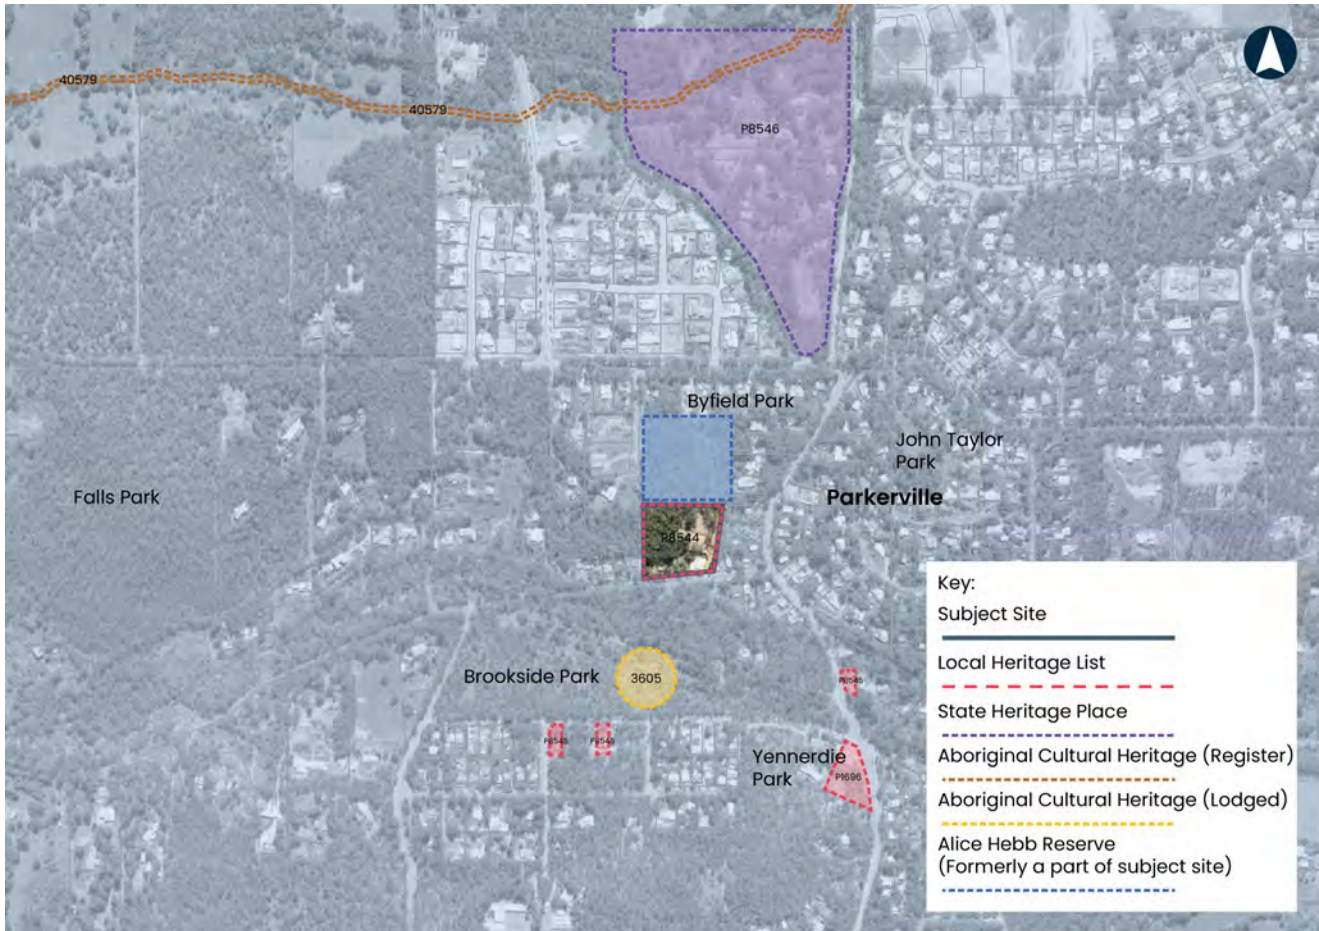 40579
40579
P8546
Byfield Park
John Taylor
Park
Falls Park
Parkerville
P8544
Brookside Park
3605
Yennerdie
Park
P1696
Key:
Subject Site
Local Heritage List
State Heritage Place
Aboriginal Cultural Heritage (Register)
Aboriginal Cultural Heritage (Lodged)
Alice Hebb Reserve
(Formerly a part of subject site)